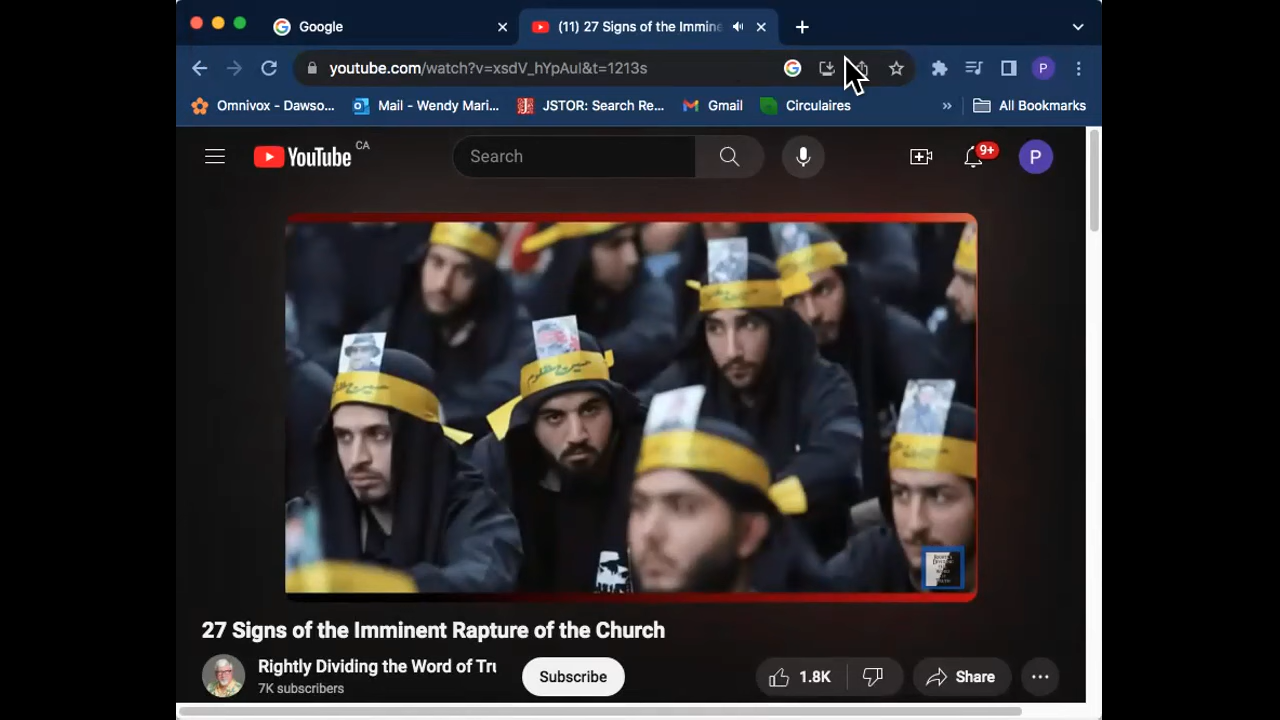 Google
(11) 27 Signs of the Immine
youtube.com/watch?v=xsdV_hYpAuI&t=1213s
Omnivox - Dawso...
Mail - Wendy Mari...
JSTOR: Search Re...
Gmail
Circulaires
»
All Bookmarks
P
YouTube CA
Search
9+
P
27 Signs of the Imminent Rapture of the Church
Rightly Dividing the Word of Tru
7K subscribers
Subscribe
1.8K
Share